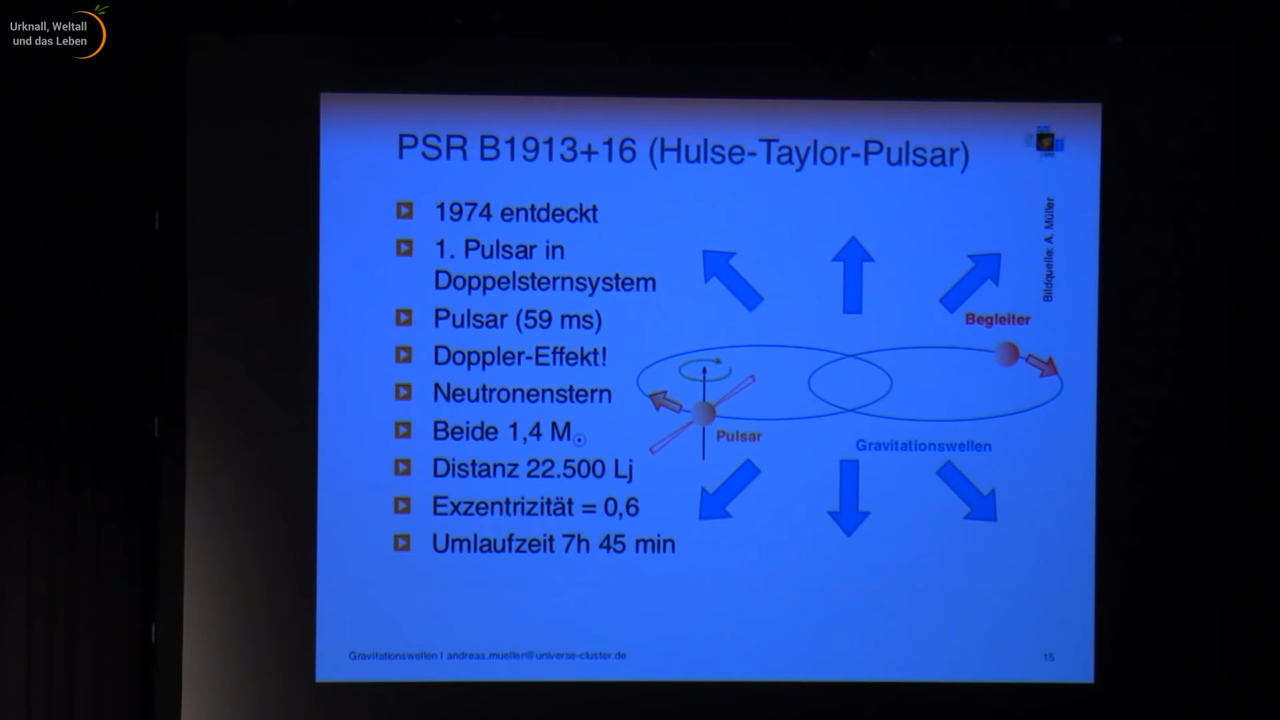 Urknall, Weltall
und das Leben
PSR B1913+16 (Hulse-Taylor-Pulsar)
1974 entdeckt
1. Pulsar in
Doppelsternsystem
Pulsar (59 ms)
Doppler-Effekt!
Neutronenstern
Beide 1,4 M☉
Distanz 22.500 Lj
Exzentrizität = 0,6
Umlaufzeit 7h 45 min
Bildquelle: A. Müller
Begleiter
Pulsar
Gravitationswellen
Gravitationswellen I andreas.mueller@universe-cluster.de
15